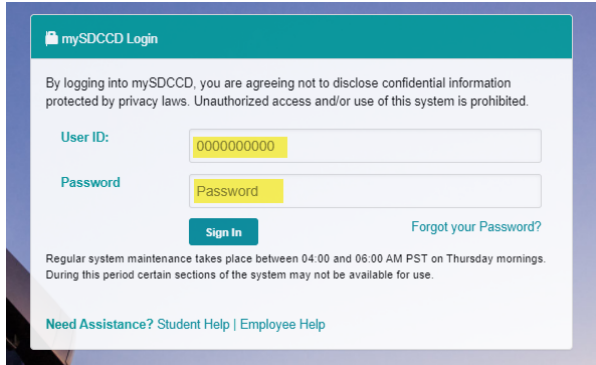 mySDCCD Login
By logging into mySDCCD, you are agreeing not to disclose confidential information
protected by privacy laws. Unauthorized access and/or use of this system is prohibited.
User ID:
0000000000
Password
Password
Sign In
Forgot your Password?
Regular system maintenance takes place between 04:00 and 06:00 AM PST on Thursday mornings.
During this period certain sections of the system may not be available for use.
Need Assistance? Student Help | Employee Help